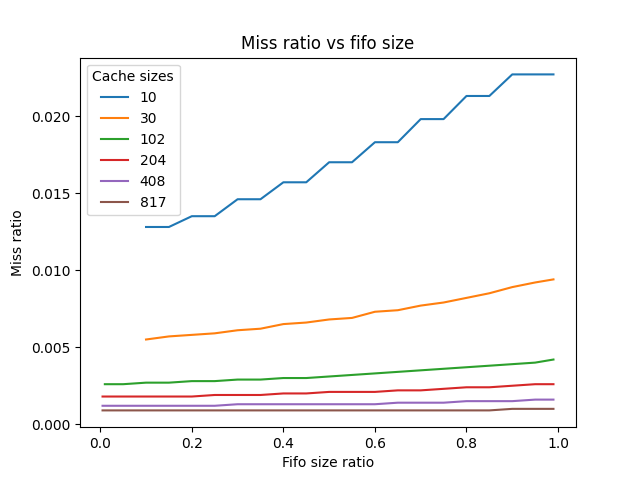 Miss ratio vs fifo size
Cache sizes
10
30
102
204
408
817
Miss ratio
0.020
0.015
0.010
0.005
0.000
0.0 0.2 0.4 0.6 0.8 1.0
Fifo size ratio